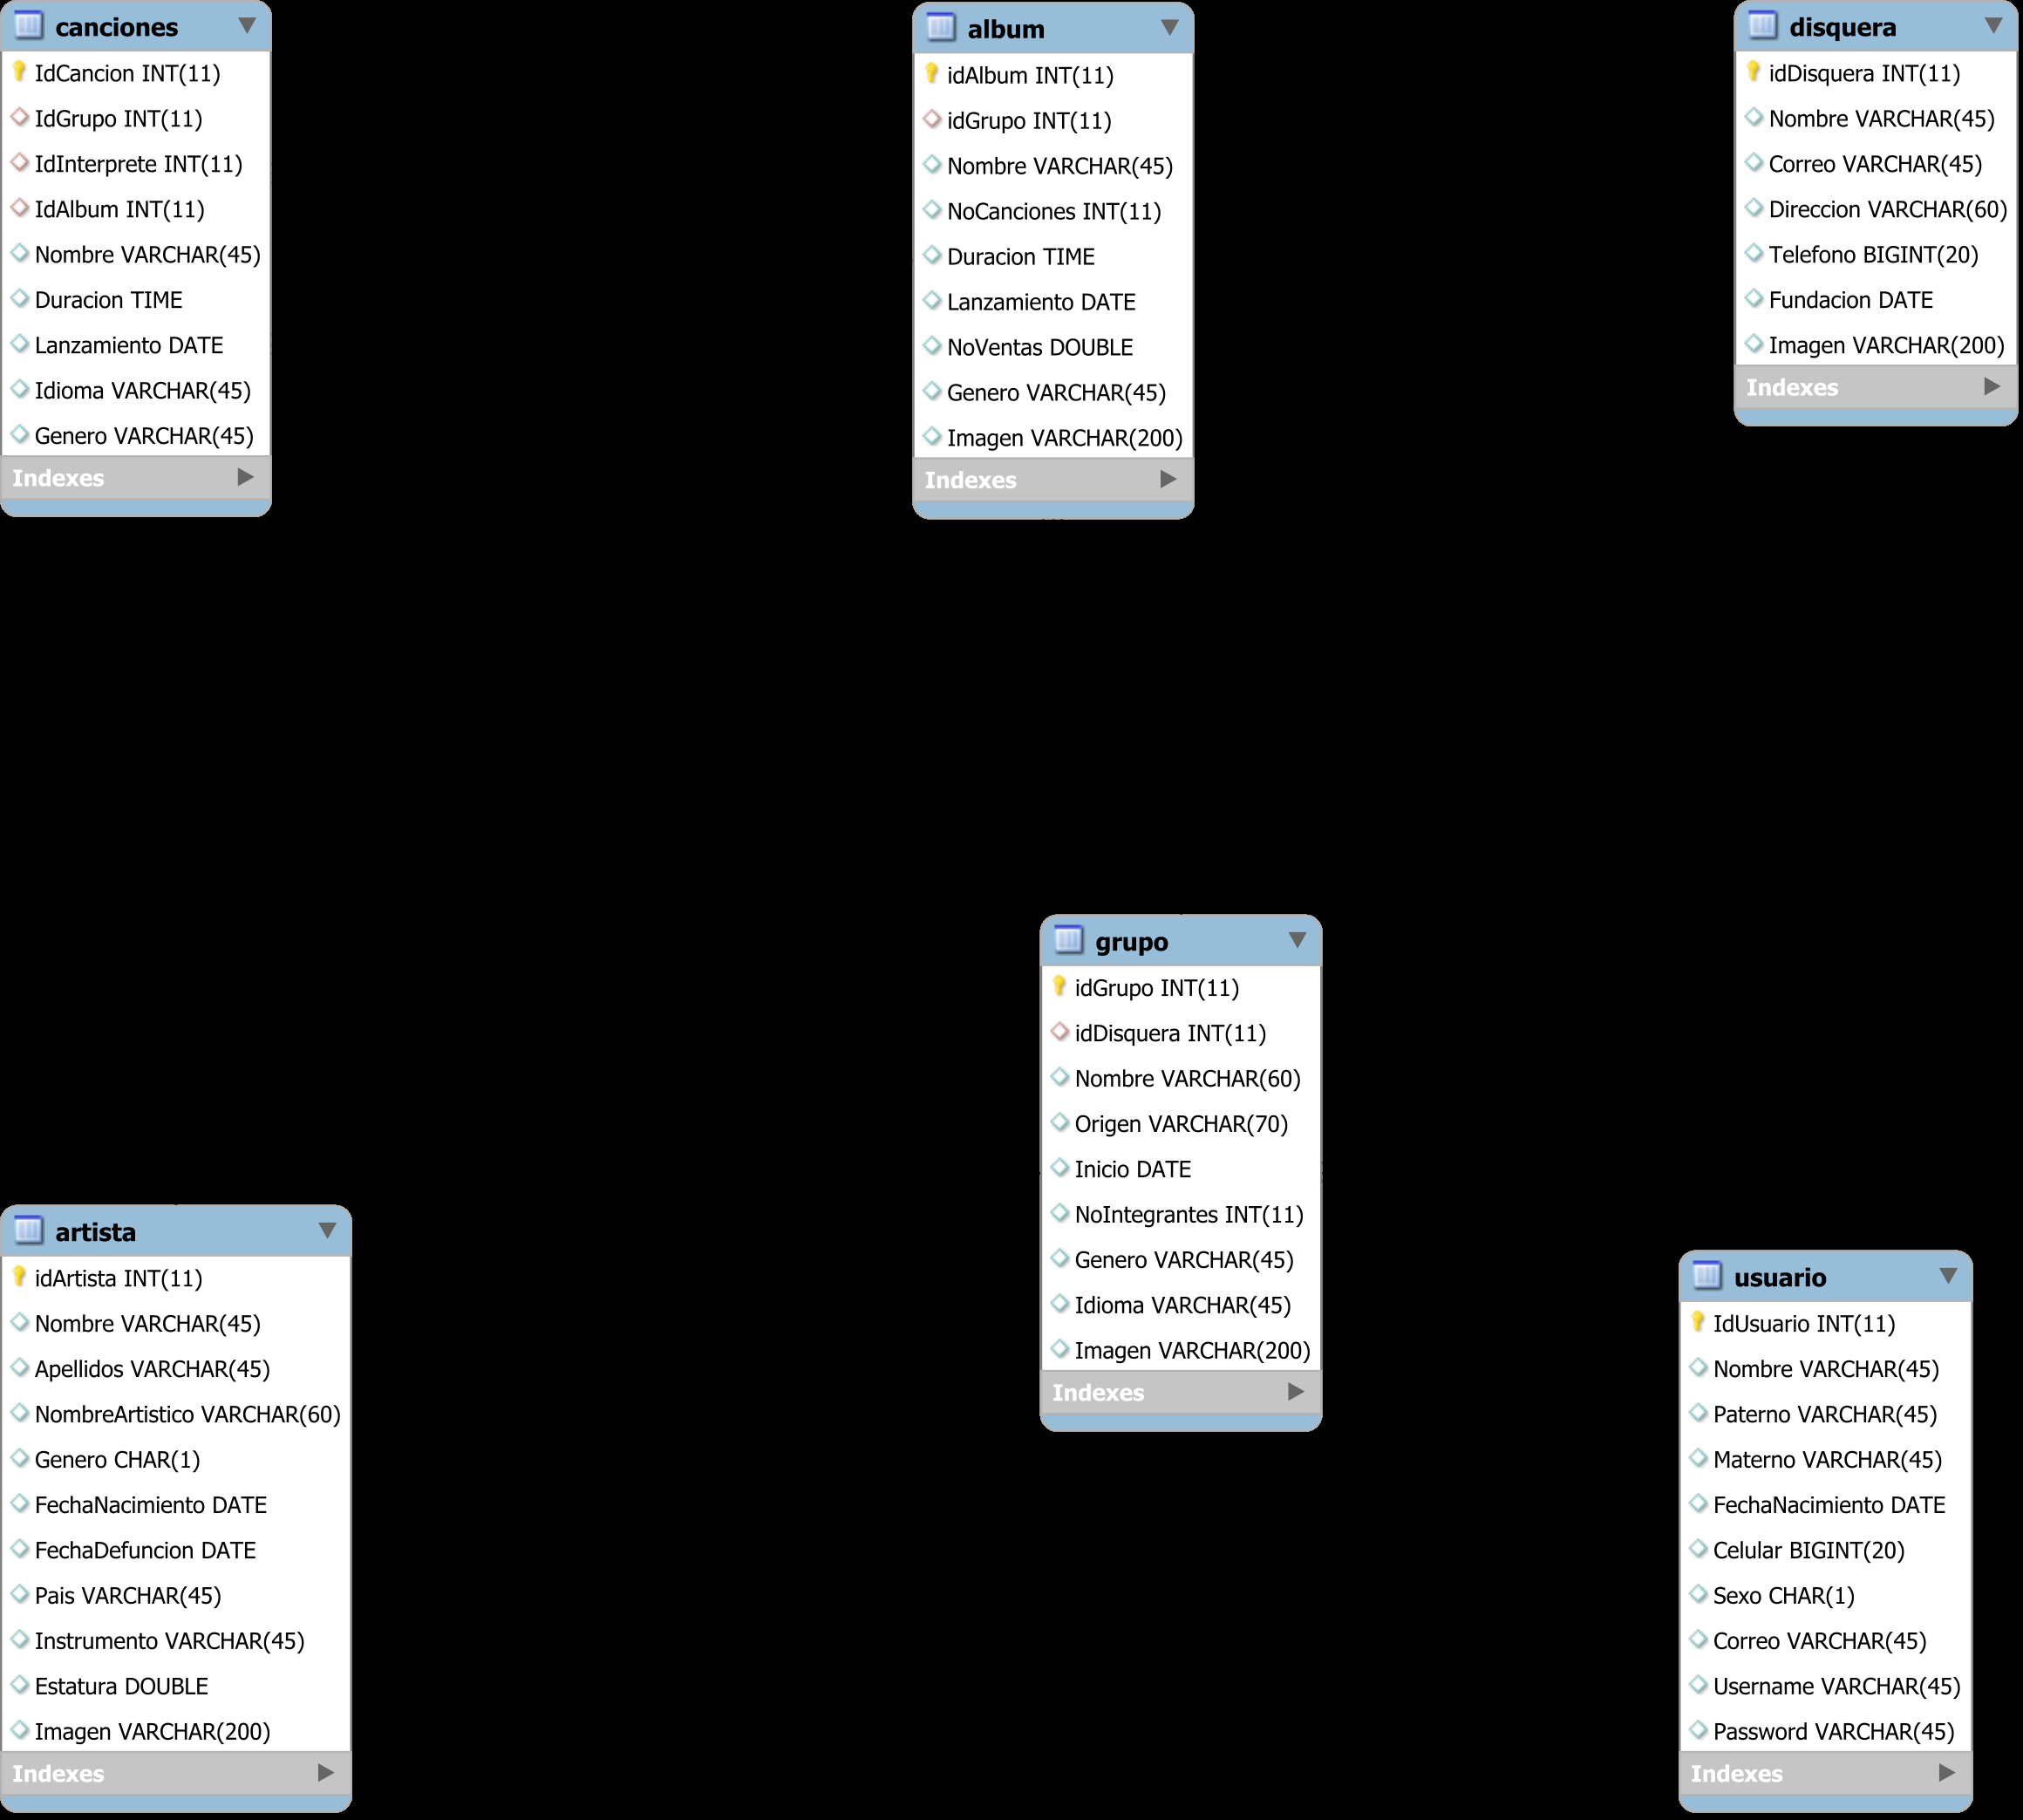 canciones
IdCancion INT(11)
IdGrupo INT(11)
IdInterprete INT(11)
IdAlbum INT(11)
Nombre VARCHAR(45)
Duracion TIME
Lanzamiento DATE
Idioma VARCHAR(45)
Genero VARCHAR(45)
Indexes
album
idAlbum INT(11)
idGrupo INT(11)
Nombre VARCHAR(45)
NoCanciones INT(11)
Duracion TIME
Lanzamiento DATE
NoVentas DOUBLE
Genero VARCHAR(45)
Imagen VARCHAR(200)
Indexes
disquera
idDisquera INT(11)
Nombre VARCHAR(45)
Correo VARCHAR(45)
Direccion VARCHAR(60)
Telefono BIGINT(20)
Fundacion DATE
Imagen VARCHAR(200)
Indexes
grupo
idGrupo INT(11)
idDisquera INT(11)
Nombre VARCHAR(60)
Origen VARCHAR(70)
Inicio DATE
NoIntegrantes INT(11)
Genero VARCHAR(45)
Idioma VARCHAR(45)
Imagen VARCHAR(200)
Indexes
artista
idArtista INT(11)
Nombre VARCHAR(45)
Apellidos VARCHAR(45)
NombreArtistico VARCHAR(60)
Genero CHAR(1)
FechaNacimiento DATE
FechaDefuncion DATE
Pais VARCHAR(45)
Instrumento VARCHAR(45)
Estatura DOUBLE
Imagen VARCHAR(200)
Indexes
usuario
IdUsuario INT(11)
Nombre VARCHAR(45)
Paterno VARCHAR(45)
Materno VARCHAR(45)
FechaNacimiento DATE
Celular BIGINT(20)
Sexo CHAR(1)
Correo VARCHAR(45)
Username VARCHAR(45)
Password VARCHAR(45)
Indexes